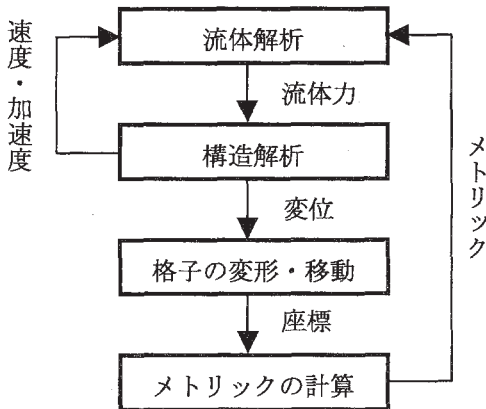 流体解析
流体力
構造解析
変位
格子の変形・移動
座標
メトリックの計算
速度・加速度
メトリック